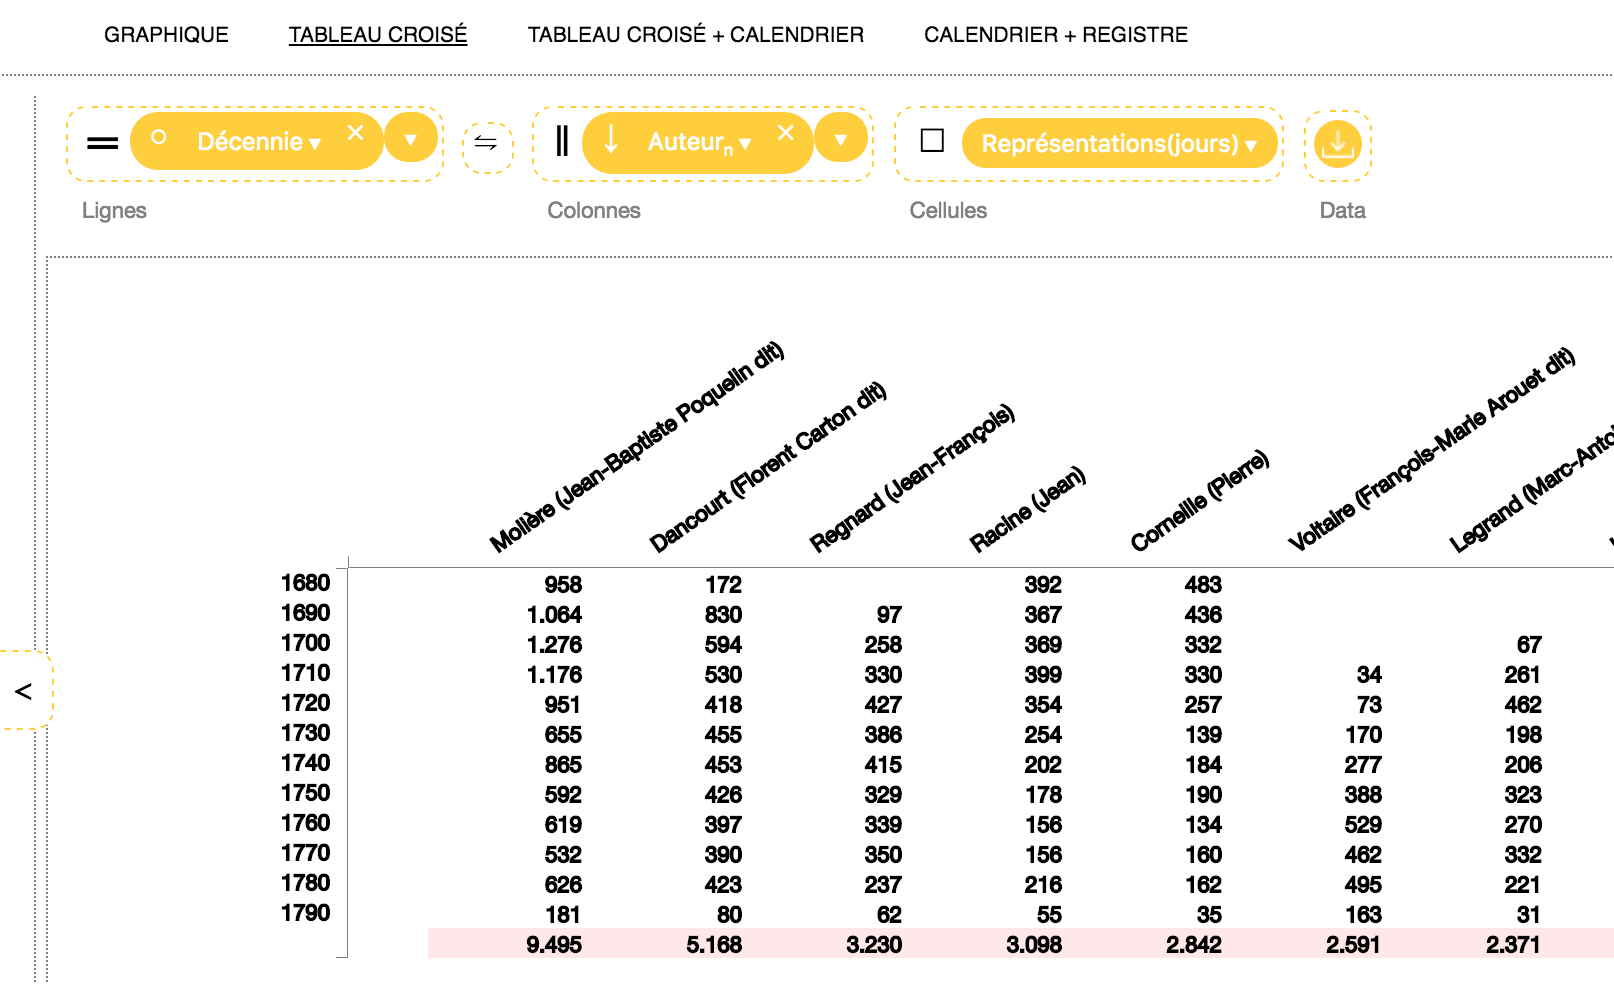 GRAPHIQUE TABLEAU CROISÉ TABLEAU CROISÉ + CALENDRIER CALENDRIER + REGISTRE
Décennie ▾ × ▾ ⇋ ↓ Auteurn ▾ × ▾ Représentations(jours) ▾
Lignes Colonnes Cellules Data
Molière (Jean-Baptiste Poquelin dit)
Dancourt (Florent Carton dit)
Regnard (Jean-François)
Racine (Jean)
Corneille (Pierre)
Voltaire (François-Marie Arouet dit)
Legrand (Marc-Anto
1680 958 172 392 483
1690 1.064 830 97 367 436
1700 1.276 594 258 369 332 67
1710 1.176 530 330 399 330 34 261
1720 951 418 427 354 257 73 462
1730 655 455 386 254 139 170 198
1740 865 453 415 202 184 277 206
1750 592 426 329 178 190 388 323
1760 619 397 339 156 134 529 270
1770 532 390 350 156 160 462 332
1780 626 423 237 216 162 495 221
1790 181 80 62 55 35 163 31
9.495 5.168 3.230 3.098 2.842 2.591 2.371
<